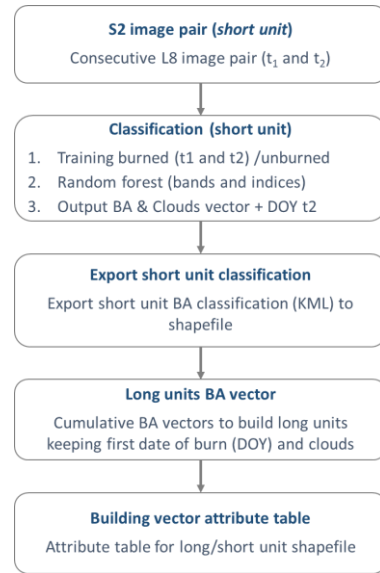 S2 image pair (short unit)
Consecutive L8 image pair (t₁ and t₂)
Classification (short unit)
1. Training burned (t1 and t2) /unburned
2. Random forest (bands and indices)
3. Output BA & Clouds vector + DOY t2
Export short unit classification
Export short unit BA classification (KML) to
shapefile
Long units BA vector
Cumulative BA vectors to build long units
keeping first date of burn (DOY) and clouds
Building vector attribute table
Attribute table for long/short unit shapefile